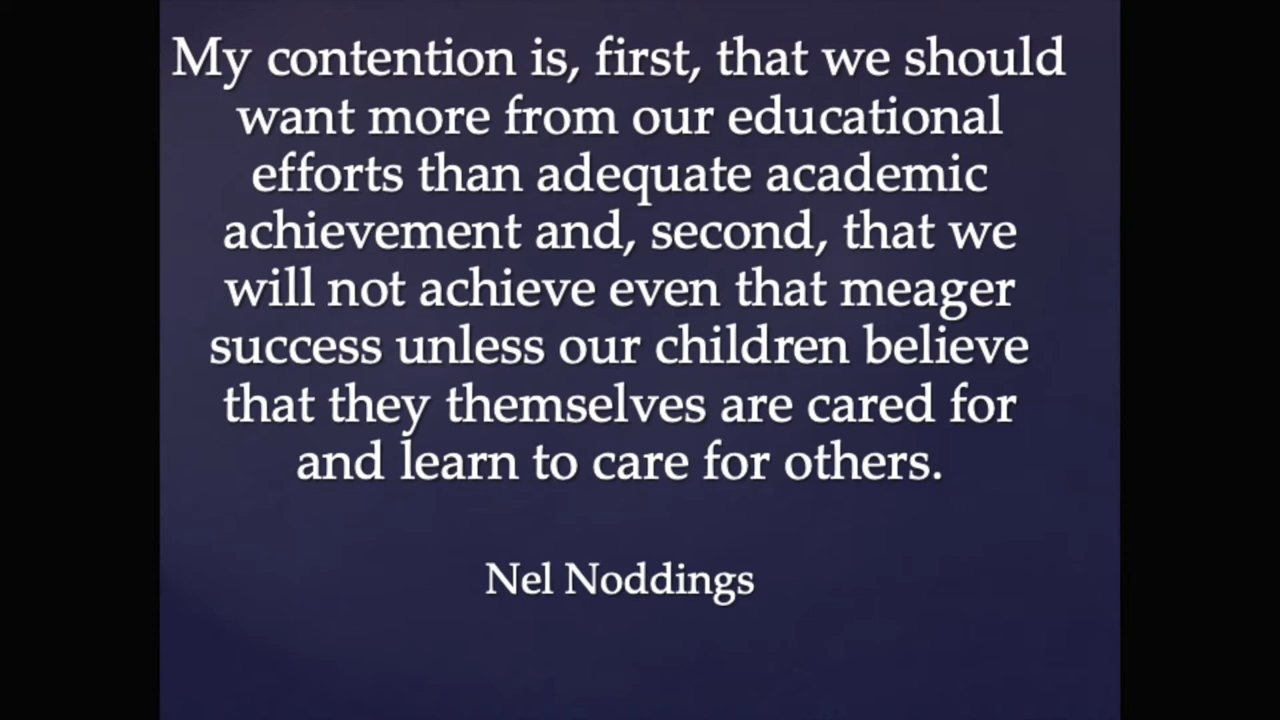 My contention is, first, that we should
want more from our educational
efforts than adequate academic
achievement and, second, that we
will not achieve even that meager
success unless our children believe
that they themselves are cared for
and learn to care for others.
Nel Noddings